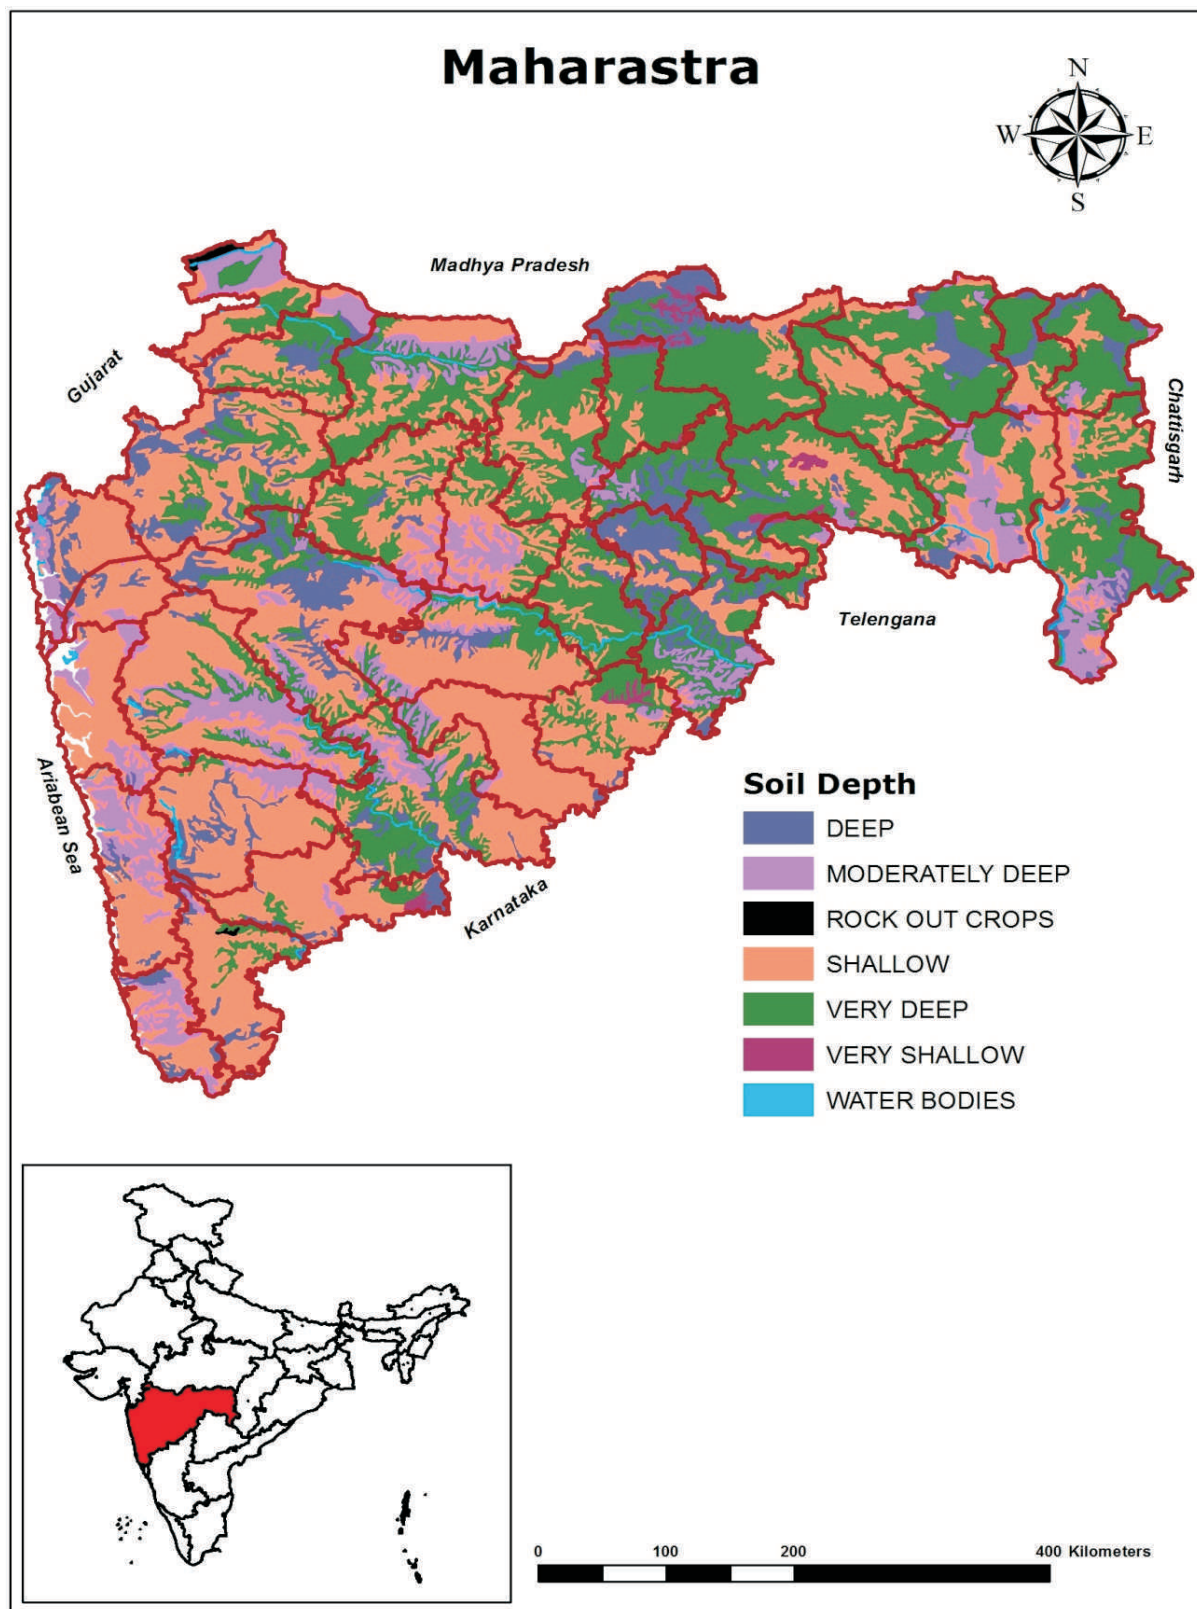 Maharastra
N
W E
S
Madhya Pradesh
Gujarat
Chattisgarh
Telengana
Ariabean Sea
Karnataka
Soil Depth
DEEP
MODERATELY DEEP
ROCK OUT CROPS
SHALLOW
VERY DEEP
VERY SHALLOW
WATER BODIES
0 100 200 400 Kilometers